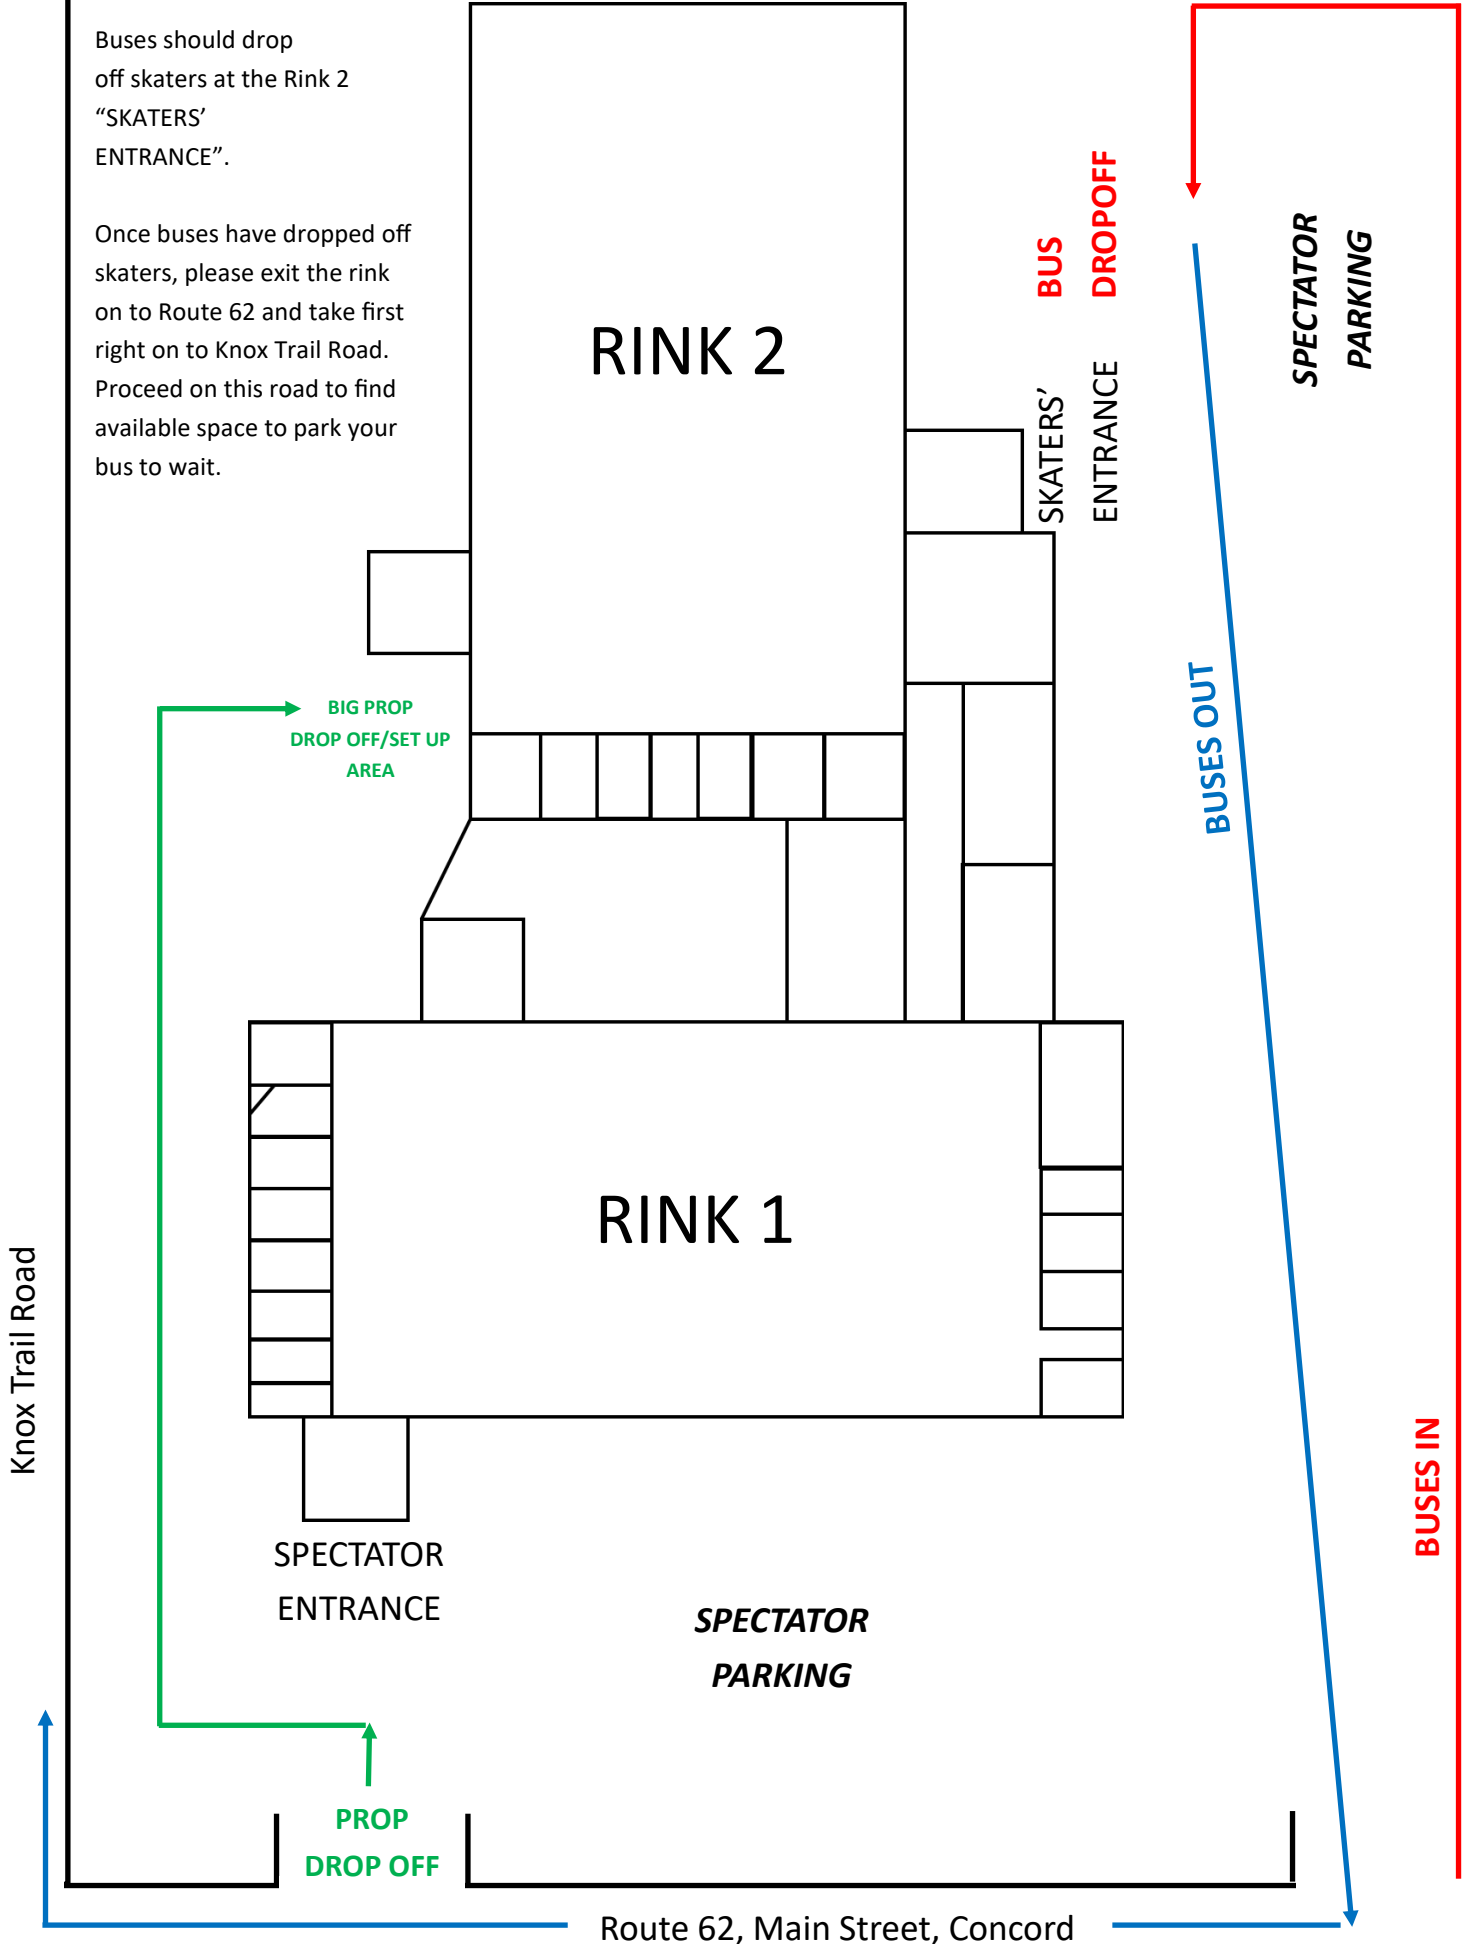 Buses should drop
off skaters at the Rink 2
“SKATERS’
ENTRANCE”.
Once buses have dropped off
skaters, please exit the rink
on to Route 62 and take first
right on to Knox Trail Road.
Proceed on this road to find
available space to park your
bus to wait.
RINK 2
BUS
DROPOFF
SKATERS’
ENTRANCE
SPECTATOR
PARKING
BIG PROP
DROP OFF/SET UP
AREA
BUSES OUT
RINK 1
Knox Trail Road
BUSES IN
SPECTATOR
ENTRANCE
SPECTATOR
PARKING
PROP
DROP OFF
Route 62, Main Street, Concord